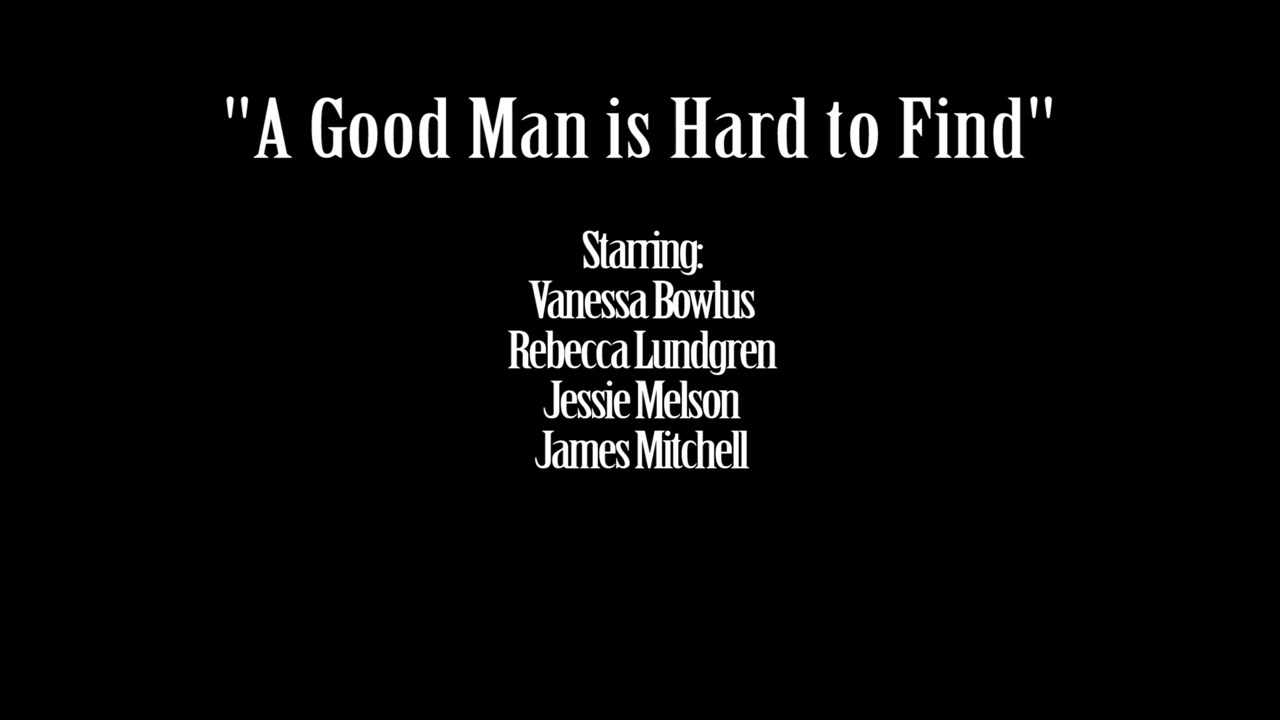 "A Good Man is Hard to Find"
Starring:
Vanessa Bowlus
Rebecca Lundgren
Jessie Melson
James Mitchell